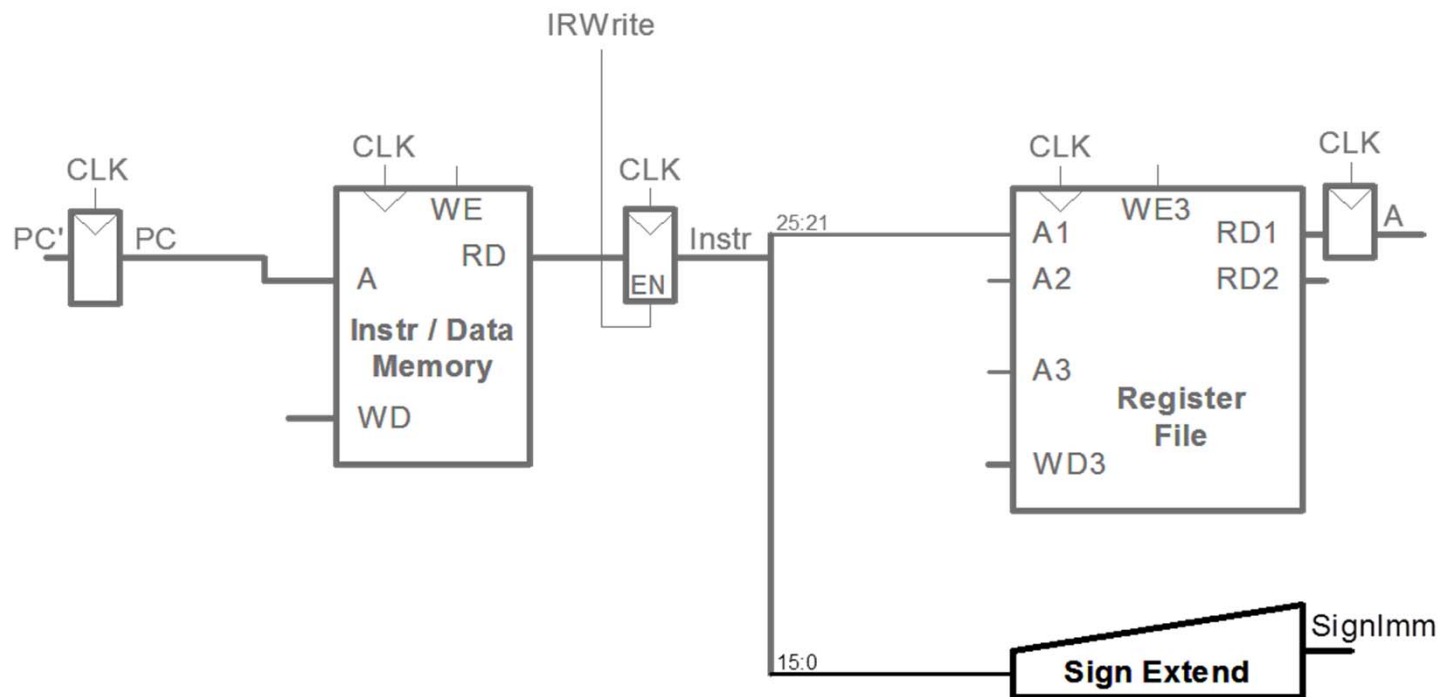 IRWrite
CLK
CLK
CLK
CLK
CLK
PC'
PC
WE
RD
A
Instr / Data
Memory
WD
EN
Instr
25:21
A1
WE3
RD1
A
A2
RD2
A3
Register
File
WD3
15:0
Sign Extend
SignImm